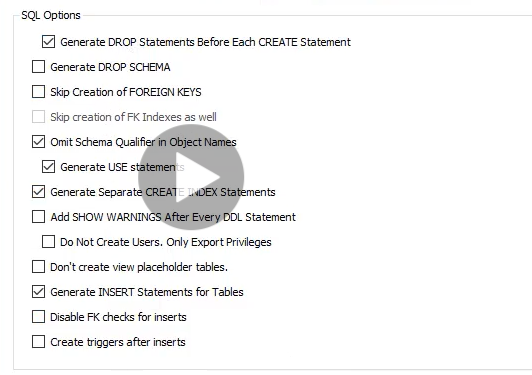 SQL Options
Generate DROP Statements Before Each CREATE Statement
Generate DROP SCHEMA
Skip Creation of FOREIGN KEYS
Skip creation of FK Indexes as well
Omit Schema Qualifier in Object Names
Generate USE statements
Generate Separate CREATE INDEX Statements
Add SHOW WARNINGS After Every DDL Statement
Do Not Create Users. Only Export Privileges
Don't create view placeholder tables.
Generate INSERT Statements for Tables
Disable FK checks for inserts
Create triggers after inserts